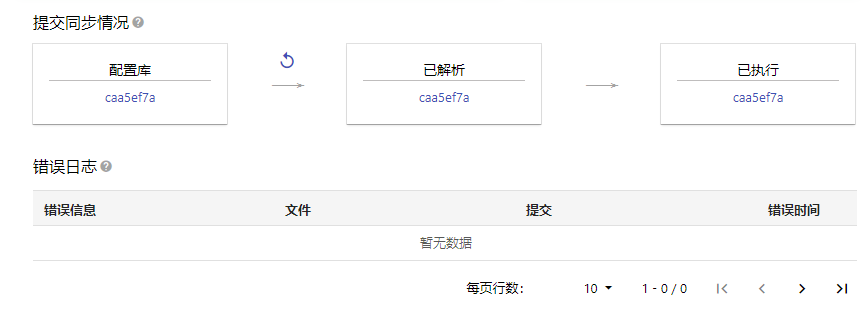 提交同步情况
配置库 已解析 已执行
caa5ef7a caa5ef7a caa5ef7a
错误日志
错误信息 文件 提交 错误时间
暂无数据
每页行数: 10 1 - 0 / 0